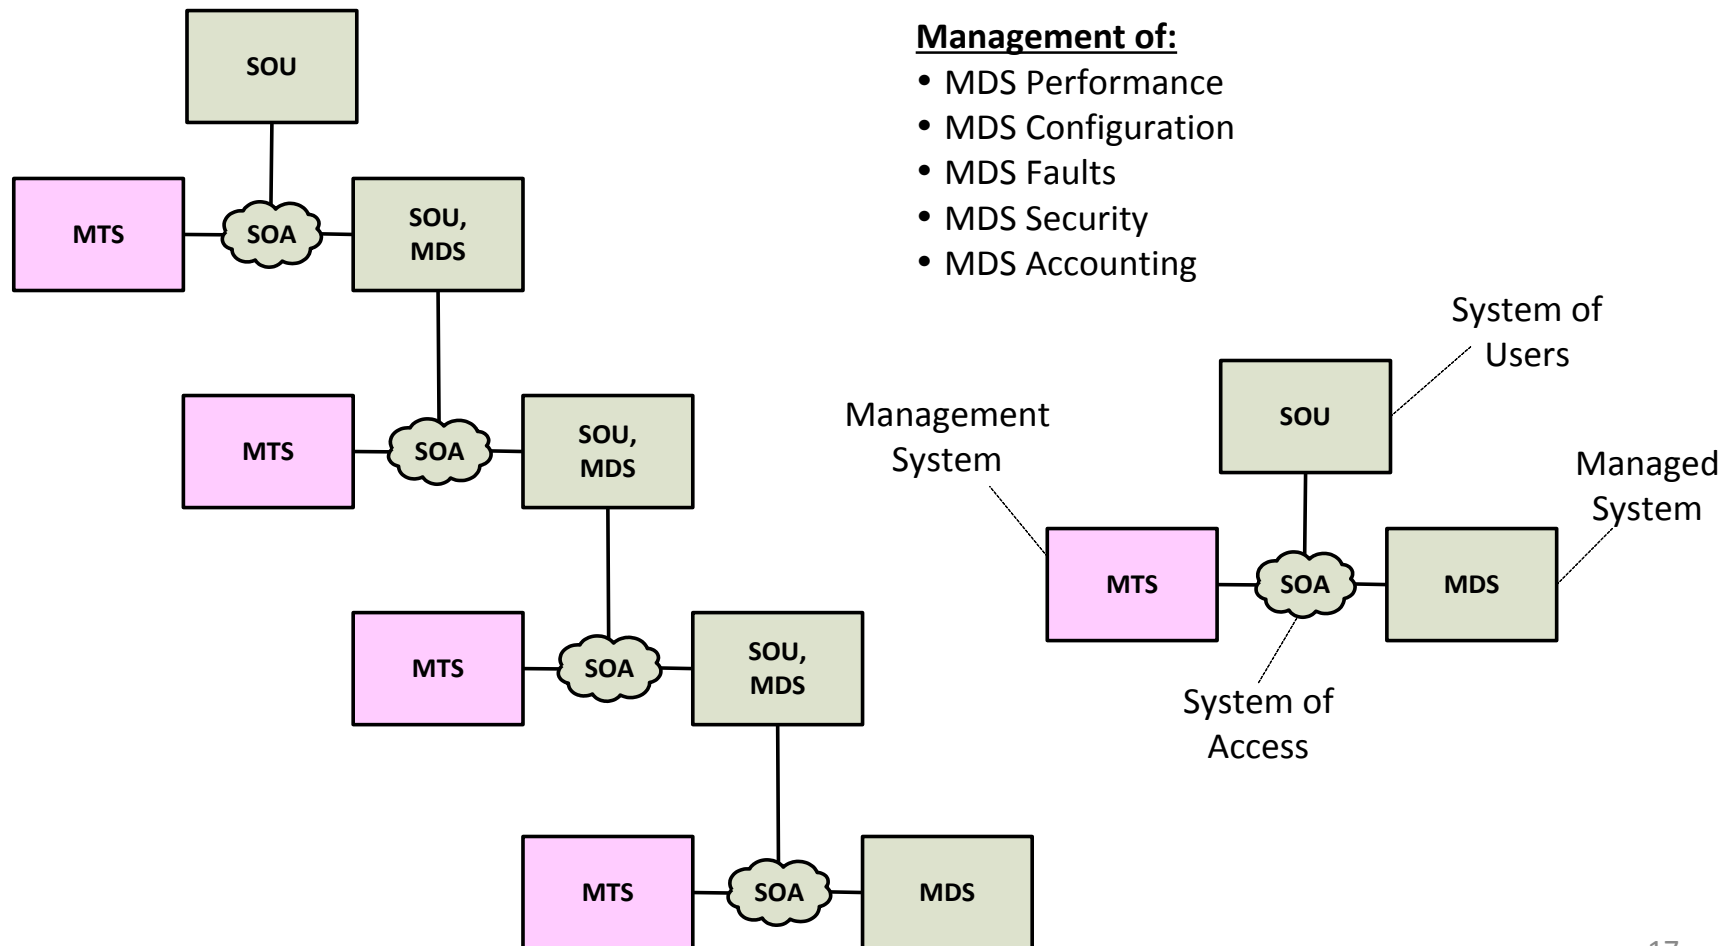 Management of:
• MDS Performance
• MDS Configuration
• MDS Faults
• MDS Security
• MDS Accounting
SOU
MTS
SOA
SOU,
MDS
MTS
SOA
SOU,
MDS
MTS
SOA
SOU,
MDS
MTS
SOA
MDS
System of
Users
SOU
Management
System
Managed
System
MTS
SOA
MDS
System of
Access
17